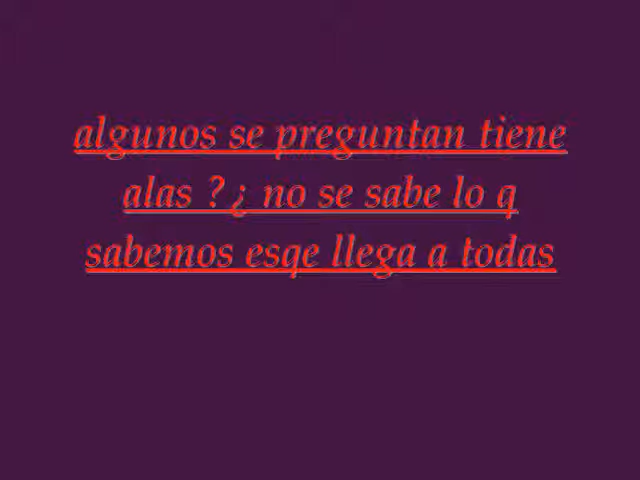 algunos se preguntan tiene
alas ?¿ no se sabe lo q
sabemos esqe llega a todas